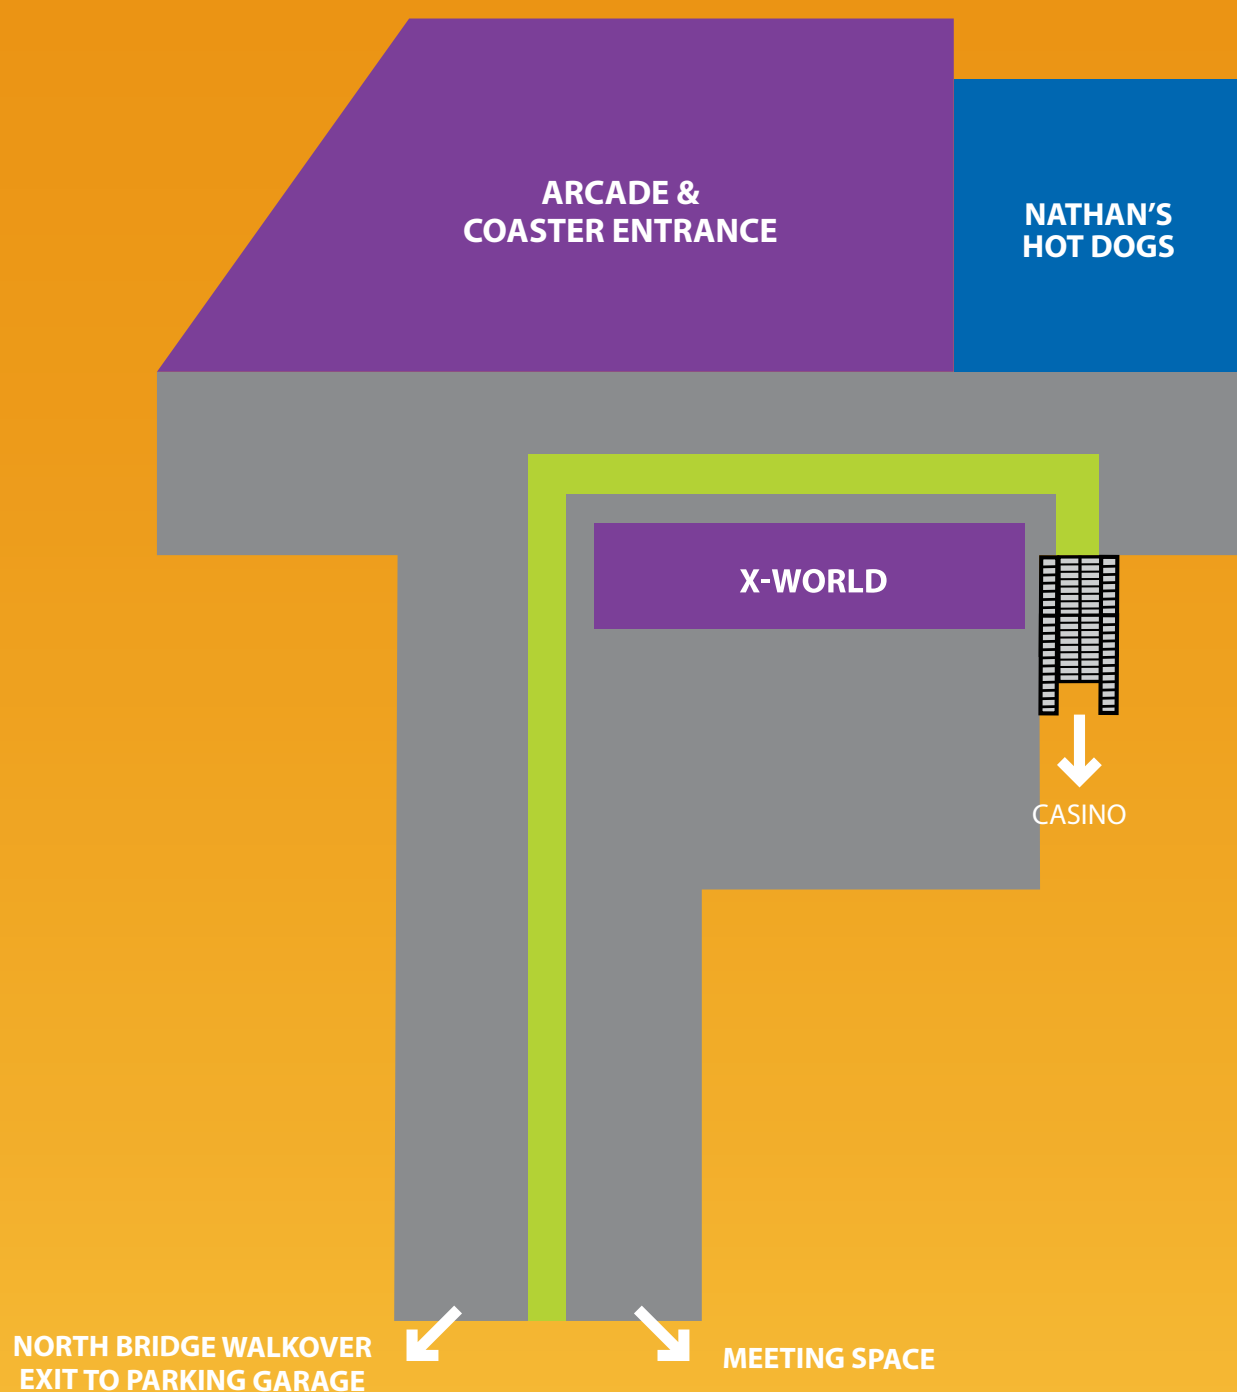 ARCADE &
COASTER ENTRANCE
NATHAN’S
HOT DOGS
X-WORLD
CASINO
NORTH BRIDGE WALKOVER
EXIT TO PARKING GARAGE
MEETING SPACE